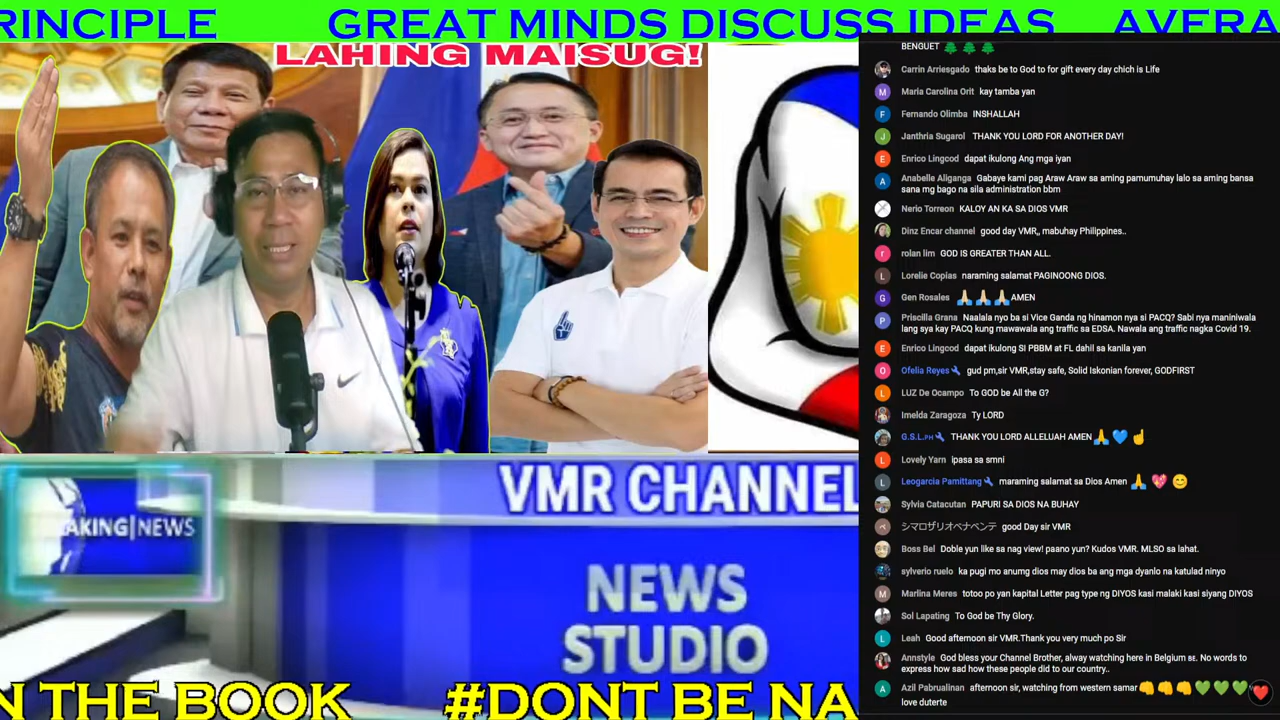 RINCIPLE GREAT MINDS DISCUSS IDEAS AVERA
LAHING MAISUG!
BENGUET 🌲 🌲 🌲
Carrin Arriesgado thaks be to God to for gift every day chich is Life
Maria Carolina Orit kay tamba yan
Fernando Olimba INSHALLAH
Janthria Sugarol THANK YOU LORD FOR ANOTHER DAY!
Enrico Lingcod dapat ikulong Ang mga iyan
Anabelle Aliganga Gabaye kami pag Araw Araw sa aming pamumuhay lalo sa aming bansa
sana mg bago na sila administration bbm
Nerio Torreon KALOY AN KA SA DIOS VMR
Dinz Encar channel good day VMR,, mabuhay Philippines..
rolan lim GOD IS GREATER THAN ALL.
Lorelie Copias naraming salamat PAGINOONG DIOS.
Gen Rosales 🙏🙏🙏AMEN
Priscilla Grana Naalala nyo ba si Vice Ganda ng hinamon nya si PACQ? Sabi nya maniniwala
lang sya kay PACQ kung mawawala ang traffic sa EDSA. Nawala ang traffic nagka Covid 19.
Enrico Lingcod dapat ikulong SI PBBM at FL dahil sa kanila yan
Ofelia Reyes gud pm,sir VMR,stay safe, Solid Iskonian forever, GODFIRST
LUZ De Ocampo To GOD be All the G?
Imelda Zaragoza Ty LORD
G.S.L.PH THANK YOU LORD ALLELUAH AMEN🙏💙☝
Lovely Yarn ipasa sa smni
Leogarcia Pamittang maraming salamat sa Dios Amen 🙏 💖 😊
Sylvia Catacutan PAPURI SA DIOS NA BUHAY
シマロザリオベナベンテ good Day sir VMR
Boss Bel Doble yun like sa nag view! paano yun? Kudos VMR. MLSO sa lahat.
sylverio ruelo ka pugi mo anumg dios may dios ba ang mga dyanlo na katulad ninyo
Marlina Meres totoo po yan kapital Letter pag type ng DIYOS kasi malaki kasi siyang DIYOS
Sol Lapating To God be Thy Glory.
Leah Good afternoon sir VMR.Thank you very much po Sir
Annstyle God bless your Channel Brother, alway watching here in Belgium 🇧🇪. No words to
express how sad how these people did to our country..
Azil Pabrualinan afternoon sir, watching from western samar👊👊👊💚💚💚
love duterte
VMR CHANNEL
AKING|NEWS
NEWS
STUDIO
N THE BOOK #DONT BE NA